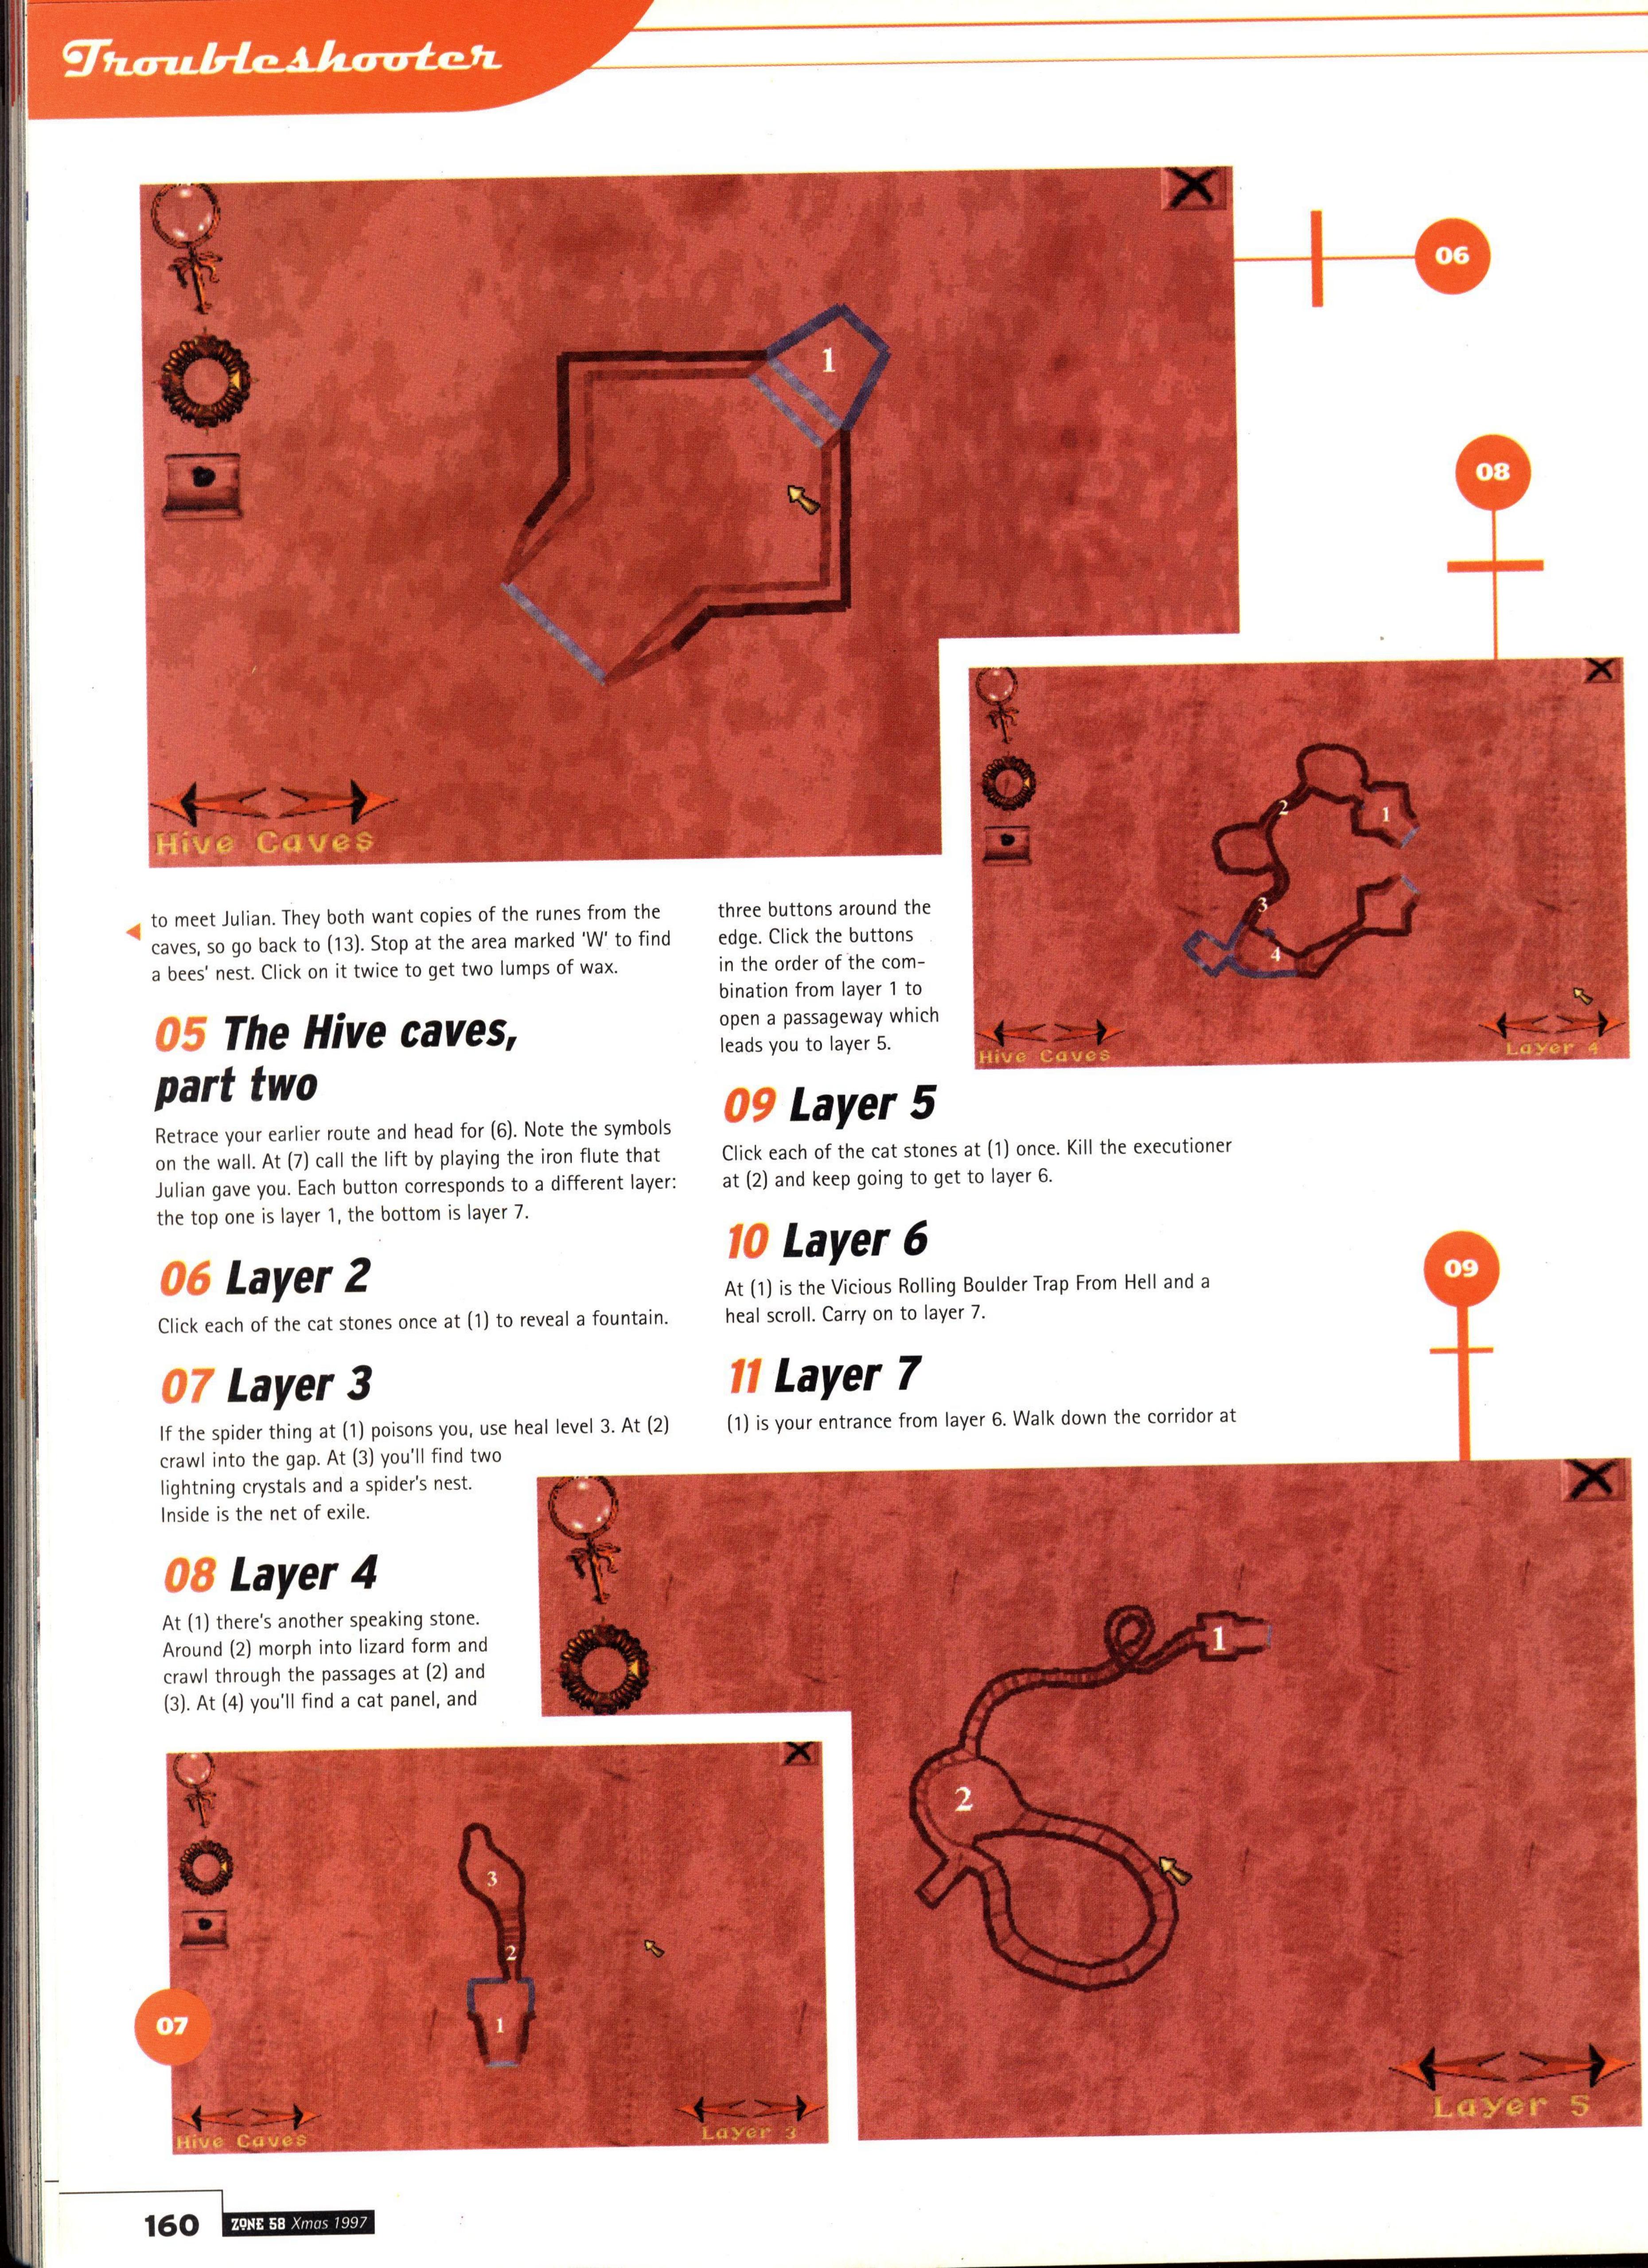 Troubleshooter
1
Hive Caves
06
08
2
1
3
4
Hive Caves
Layer 4
to meet Julian. They both want copies of the runes from the
caves, so go back to (13). Stop at the area marked 'W' to find
a bees' nest. Click on it twice to get two lumps of wax.
05 The Hive caves,
part two
Retrace your earlier route and head for (6). Note the symbols
on the wall. At (7) call the lift by playing the iron flute that
Julian gave you. Each button corresponds to a different layer:
the top one is layer 1, the bottom is layer 7.
06 Layer 2
Click each of the cat stones once at (1) to reveal a fountain.
07 Layer 3
If the spider thing at (1) poisons you, use heal level 3. At (2)
crawl into the gap. At (3) you'll find two
lightning crystals and a spider's nest.
Inside is the net of exile.
08 Layer 4
At (1) there's another speaking stone.
Around (2) morph into lizard form and
crawl through the passages at (2) and
(3). At (4) you'll find a cat panel, and
three buttons around the
edge. Click the buttons
in the order of the com-
bination from layer 1 to
open a passageway which
leads you to layer 5.
09 Layer 5
Click each of the cat stones at (1) once. Kill the executioner
at (2) and keep going to get to layer 6.
10 Layer 6
At (1) is the Vicious Rolling Boulder Trap From Hell and a
heal scroll. Carry on to layer 7.
11 Layer 7
(1) is your entrance from layer 6. Walk down the corridor at
09
1
2
Layer 5
3
2
1
07
Hive Caves
Layer 3
160
ZONE 58 Xmas 1997